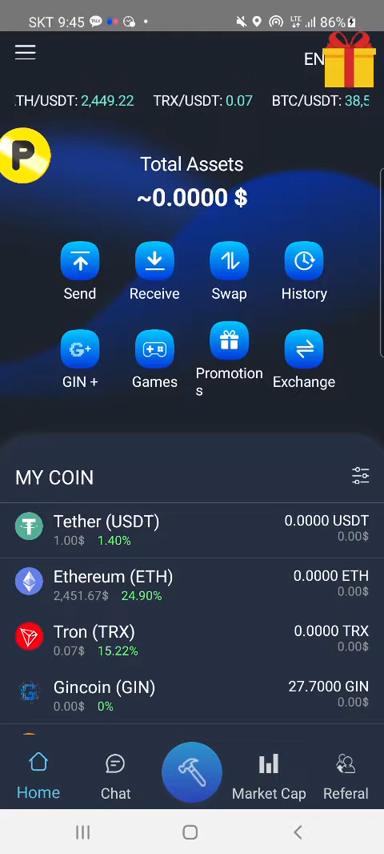 SKT 9:45 LTE 86%
EN
.TH/USDT: 2,449.22 TRX/USDT: 0.07 BTC/USDT: 38,5
P
Total Assets
~0.0000 $
Send Receive Swap History
G+
GIN + Games Promotion
s Exchange
MY COIN
Tether (USDT) 0.0000 USDT
1.00$ 1.40% 0.00$
Ethereum (ETH) 0.0000 ETH
2,451.67$ 24.90% 0.00$
Tron (TRX) 0.0000 TRX
0.07$ 15.22% 0.00$
Gincoin (GIN) 27.7000 GIN
0.00$ 0% 0.00$
Home Chat Market Cap Referal